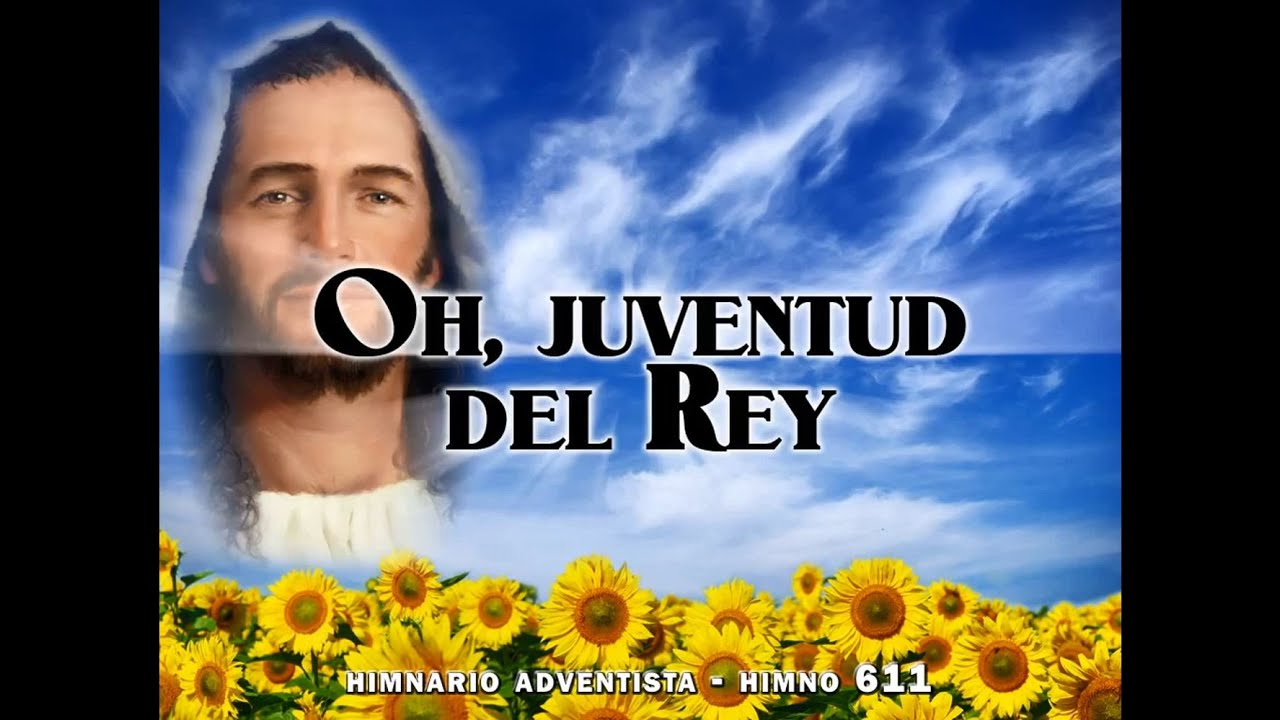 Oh, juventud
del Rey
himnario adventista - himno 611